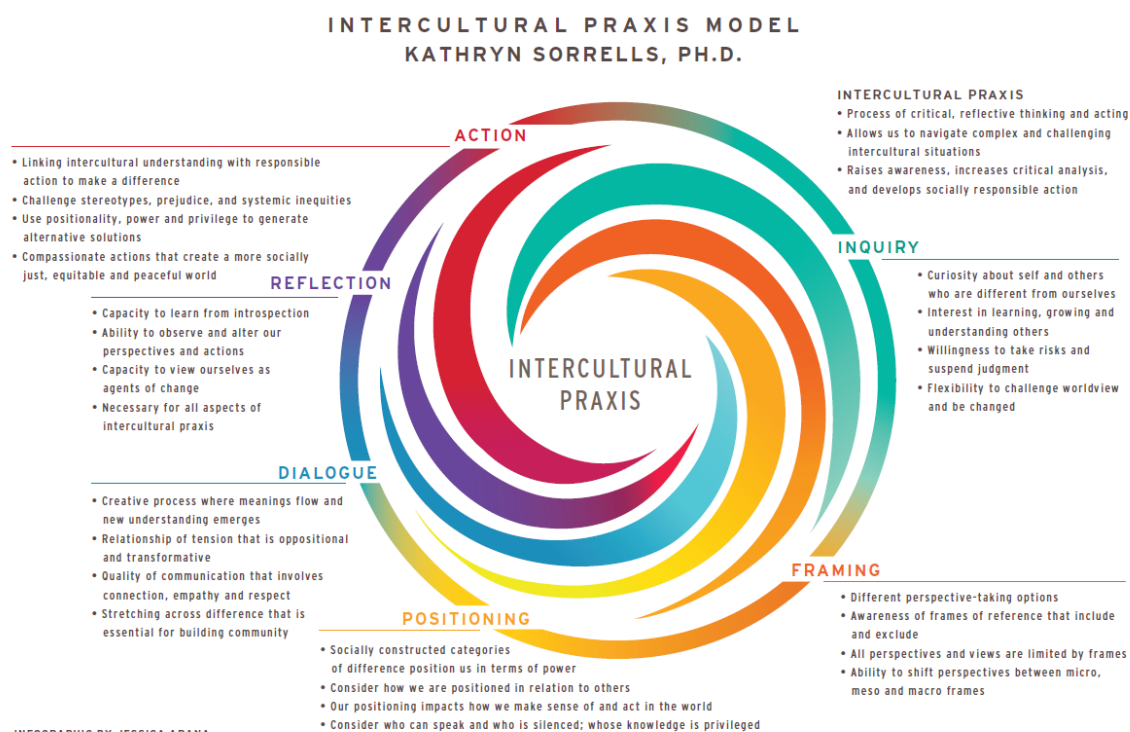 INTERCULTURAL PRAXIS MODEL
KATHRYN SORRELLS, PH.D.
INTERCULTURAL PRAXIS
• Process of critical, reflective thinking and acting
• Allows us to navigate complex and challenging
intercultural situations
• Raises awareness, increases critical analysis,
and develops socially responsible action
INQUIRY
• Curiosity about self and others
who are different from ourselves
• Interest in learning, growing and
understanding others
• Willingness to take risks and
suspend judgment
• Flexibility to challenge worldview
and be changed
FRAMING
• Different perspective-taking options
• Awareness of frames of reference that include
and exclude
• All perspectives and views are limited by frames
• Ability to shift perspectives between micro,
meso and macro frames
POSITIONING
• Socially constructed categories
of difference position us in terms of power
• Consider how we are positioned in relation to others
• Our positioning impacts how we make sense of and act in the world
• Consider who can speak and who is silenced; whose knowledge is privileged
DIALOGUE
• Creative process where meanings flow and
new understanding emerges
• Relationship of tension that is oppositional
and transformative
• Quality of communication that involves
connection, empathy and respect
• Stretching across difference that is
essential for building community
REFLECTION
• Capacity to learn from introspection
• Ability to observe and alter our
perspectives and actions
• Capacity to view ourselves as
agents of change
• Necessary for all aspects of
intercultural praxis
ACTION
• Linking intercultural understanding with responsible
action to make a difference
• Challenge stereotypes, prejudice, and systemic inequities
• Use positionality, power and privilege to generate
alternative solutions
• Compassionate actions that create a more socially
just, equitable and peaceful world
INTERCULTURAL
PRAXIS
INFOGRAPHIC BY JESSICA